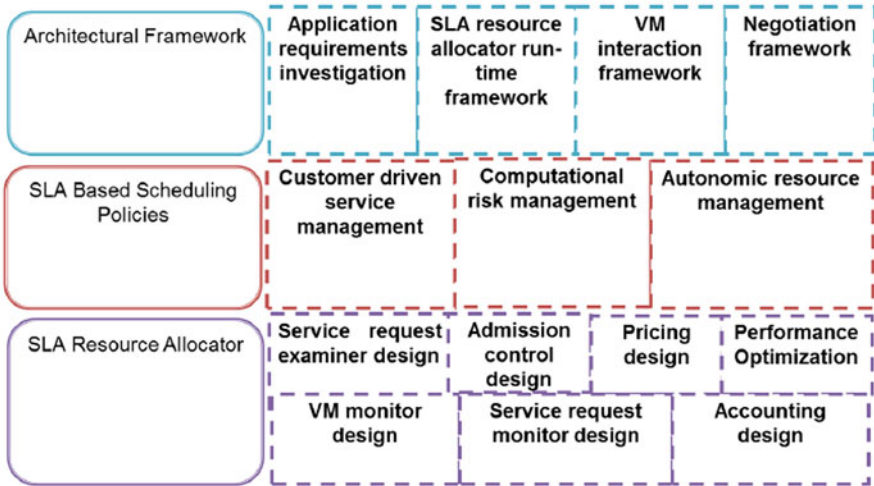 Architectural Framework
Application
requirements
investigation
SLA resource
allocator run-
time
framework
VM
interaction
framework
Negotiation
framework
SLA Based Scheduling
Policies
Customer driven
service
management
Computational
risk management
Autonomic resource
management
SLA Resource Allocator
Service request
examiner design
Admission
control
design
Pricing
design
Performance
Optimization
VM monitor
design
Service request
monitor design
Accounting
design